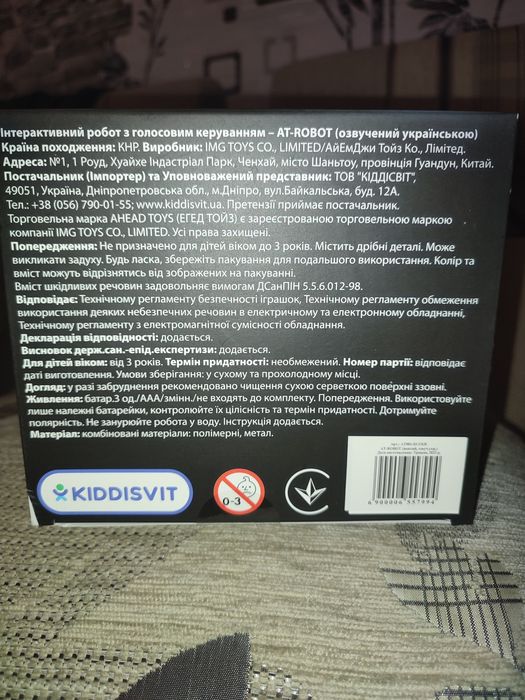 Інтерактивний робот з голосовим керуванням – AT-ROBOT (озвучений українською)
Країна походження: КНР. Виробник: IMG TOYS CO., LIMITED/АйЕмДжи Тойз Ко., Лімітед.
Адреса: №1, 1 Роуд, Хуайхе Індастріал Парк, Ченхай, місто Шаньтоу, провінція Гуандун, Китай.
Постачальник (Імпортер) та Уповноважений представник: ТОВ "КІДДІСВІТ",
49051, Україна, Дніпропетровська обл., м.Дніпро, вул.Байкальська, буд. 12А.
Тел.: +38 (056) 790-01-55; www.kiddisvit.ua. Претензії приймає постачальник.
Торговельна марка AHEAD TOYS (ЕГЕД ТОЙЗ) є зареєстрованою торговельною маркою
компанії IMG TOYS CO., LIMITED. Усі права захищені.
Попередження: Не призначено для дітей віком до 3 років. Містить дрібні деталі. Може
викликати задуху. Будь ласка, збережіть пакування для подальшого використання. Колір та
вміст можуть відрізнятись від зображених на пакуванні.
Вміст шкідливих речовин задовольняє вимогам ДСанПІН 5.5.6.012-98.
Відповідає: Технічному регламенту безпечності іграшок, Технічному регламенту обмеження
використання деяких небезпечних речовин в електричному та електронному обладнанні,
Технічному регламенту з електромагнітної сумісності обладнання.
Декларація відповідності: додається.
Висновок держ.сан.-епід.експертизи: додається.
Для дітей віком: від 3 років. Термін придатності: необмежений. Номер партії: відповідає
даті виготовлення. Умови зберігання: у сухому та прохолодному місці.
Догляд: у разі забруднення рекомендовано чищення сухою серветкою поверхні ззовні.
Живлення: батар.3 од./ААА/змінн./не входять до комплекту. Попередження. Використовуйте
лише належні батарейки, контролюйте їх цілісність та термін придатності. Дотримуйте
полярність. Не занурюйте робота у воду. Інструкція додається.
Матеріал: комбіновані матеріали: полімерні, метал.
KIDDISVIT
0-3
6 900006 557994